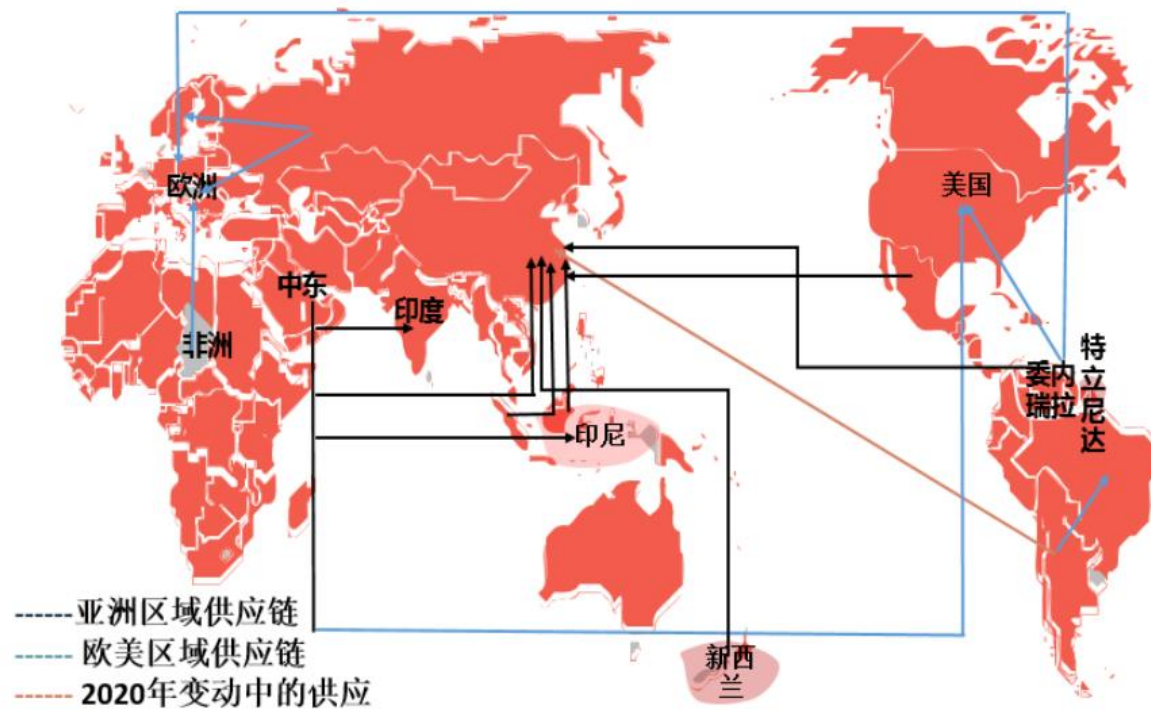 欧洲
美国
中东
印度
非洲
特立尼达
委内
瑞拉
印尼
亚洲区域供应链
欧美区域供应链
2020年变动中的供应
新西
兰